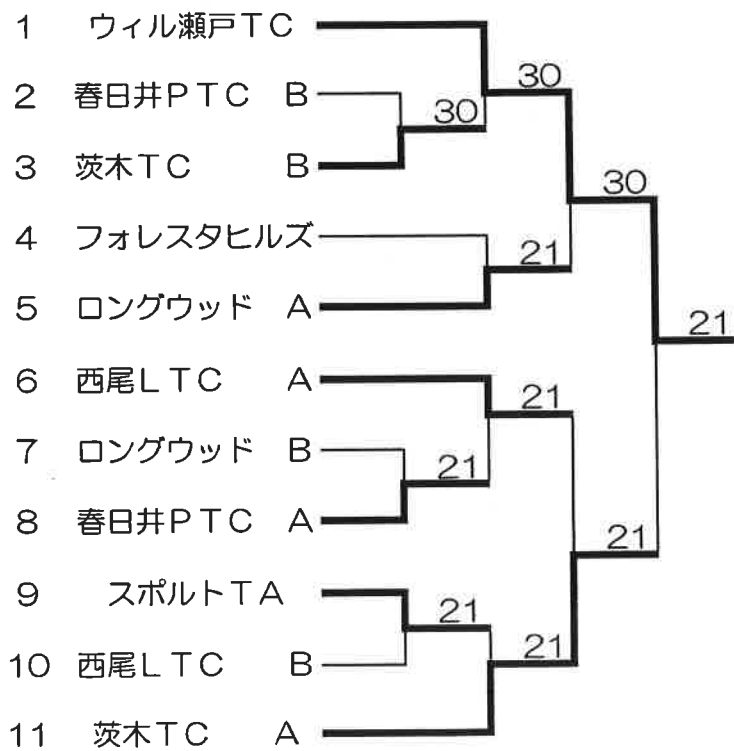 1 ウィル瀬戸TC
30
2 春日井PTC B
30
3 茨木TC B
30
4 フォレスタヒルズ
21
5 ロングウッド A
21
6 西尾LTC A
21
7 ロングウッド B
21
8 春日井PTC A
21
9 スポルトTA
21
10 西尾LTC B
21
11 茨木TC A